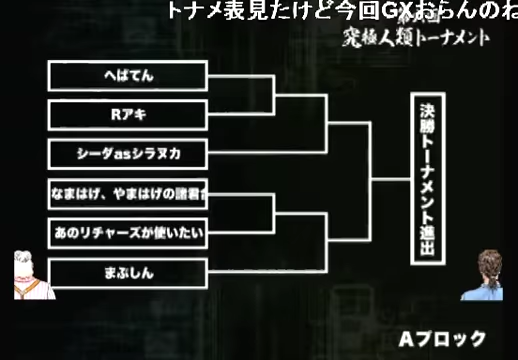 トナメ表見たけど今回GXおらんのね
究極人類トーナメント
へぱてん
Rアキ
シーダasシラヌカ
なまはげ、やまはげの諸君
あのリチャーズが使いたい
まぷしん
決勝トーナメント進出
Aブロック